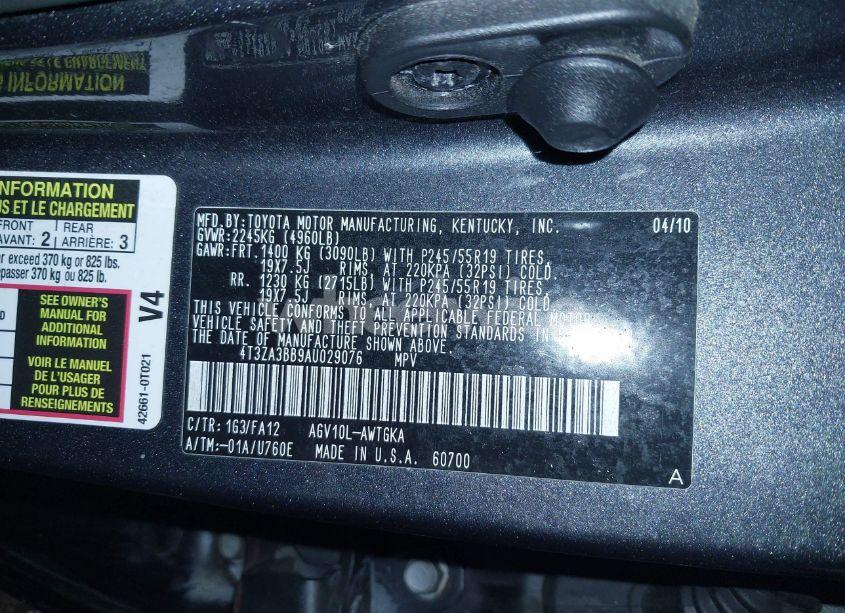 INFORMATION
US ET LE CHARGEMENT
FRONT
AVANT: 2
REAR
ARRIÈRE: 3
exceed 370 kg or 825 lbs.
370 kg ou 825 lb.
SEE OWNER'S
MANUAL FOR
ADDITIONAL
INFORMATION
VOIR LE MANUEL
DE L'USAGER
POUR PLUS DE
RENSEIGNEMENTS
V4
42661-0T021
MFD.BY:TOYOTA MOTOR MANUFACTURING, KENTUCKY, INC. 04/10
GVWR:2245KG (4960LB)
GAWR:FRT.1400 KG (3090LB) WITH P245/55R19 TIRES,
19X7.5J RIMS, AT 220KPA (32PSI) COLD.
RR. 1230 KG (2715LB) WITH P245/55R19 TIRES,
19X7.5J RIMS, AT 220KPA (32PSI) COLD.
THIS VEHICLE CONFORMS TO ALL APPLICABLE FEDERAL MOTOR
VEHICLE SAFETY AND THEFT PREVENTION STANDARDS IN
THE DATE OF MANUFACTURE SHOWN ABOVE.
4T3ZA3BB9AU029076 MPV
C/TR: 1G3/FA12 AGV10L-AWTGKA
A/TM:-01A/U760E MADE IN U.S.A. 60700
A